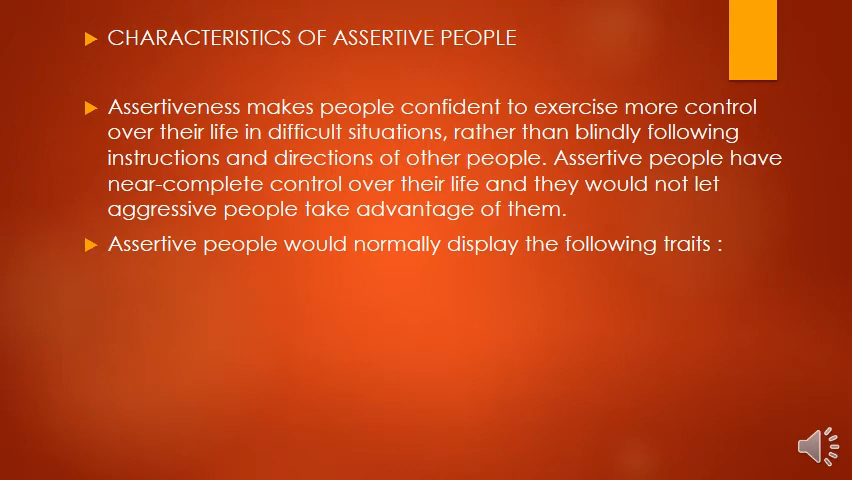 CHARACTERISTICS OF ASSERTIVE PEOPLE
Assertiveness makes people confident to exercise more control
over their life in difficult situations, rather than blindly following
instructions and directions of other people. Assertive people have
near-complete control over their life and they would not let
aggressive people take advantage of them.
Assertive people would normally display the following traits :